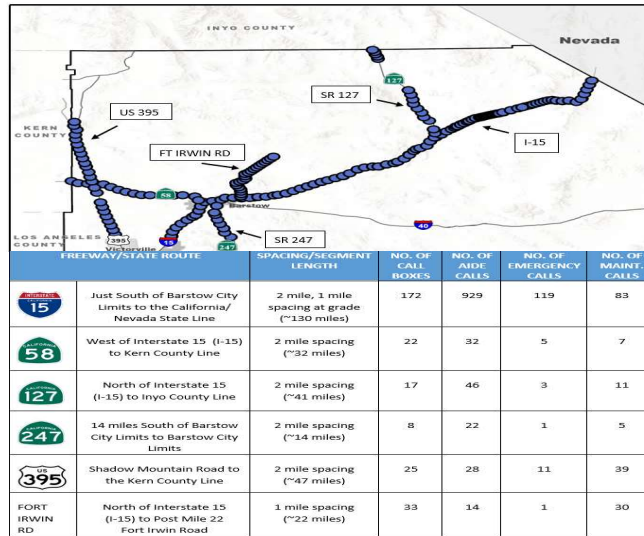 INYO COUNTY
Nevada
127
SR 127
US 395
KERN
COUNTY
I-15
FT IRWIN RD
58
Barstow
LOS ANGELES
COUNTY
395
Victorville
15
247
SR 247
40
FREEWAY/STATE ROUTE
SPACING/SEGMENT
LENGTH
NO. OF
CALL
BOXES
NO. OF
AIDE
CALLS
NO. OF
EMERGENCY
CALLS
NO. OF
MAINT.
CALLS
INTERSTATE
15
Just South of Barstow City
Limits to the California/
Nevada State Line
2 mile, 1 mile
spacing at grade
(~130 miles)
172
929
119
83
CALIFORNIA
58
West of Interstate 15 (I-15)
to Kern County Line
2 mile spacing
(~32 miles)
22
32
5
7
CALIFORNIA
127
North of Interstate 15
(I-15) to Inyo County Line
2 mile spacing
(~41 miles)
17
46
3
11
CALIFORNIA
247
14 miles South of Barstow
City Limits to Barstow City
Limits
2 mile spacing
(~14 miles)
8
22
1
5
US
395
Shadow Mountain Road to
the Kern County Line
2 mile spacing
(~47 miles)
25
28
11
39
FORT
IRWIN
RD
North of Interstate 15
(I-15) to Post Mile 22
Fort Irwin Road
1 mile spacing
(~22 miles)
33
14
1
30